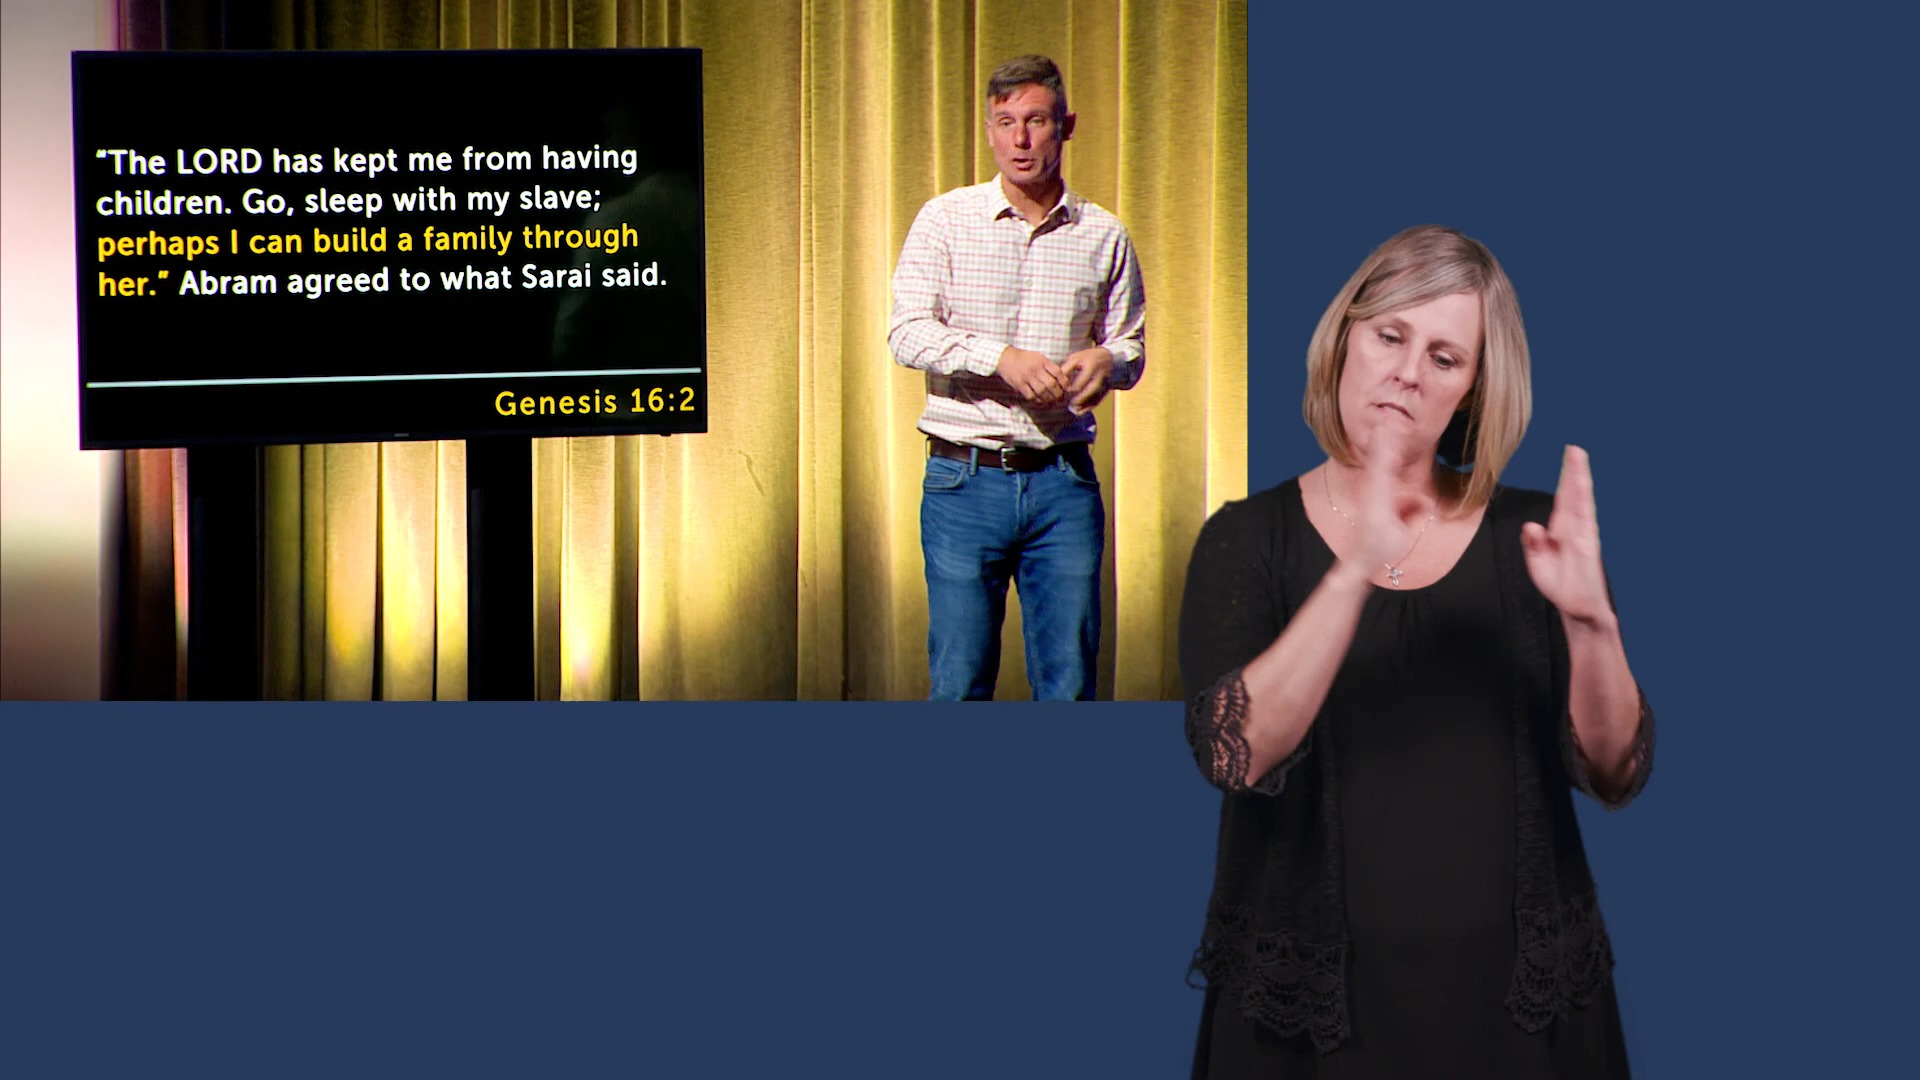 “The LORD has kept me from having
children. Go, sleep with my slave;
perhaps I can build a family through
her.” Abram agreed to what Sarai said.
Genesis 16:2